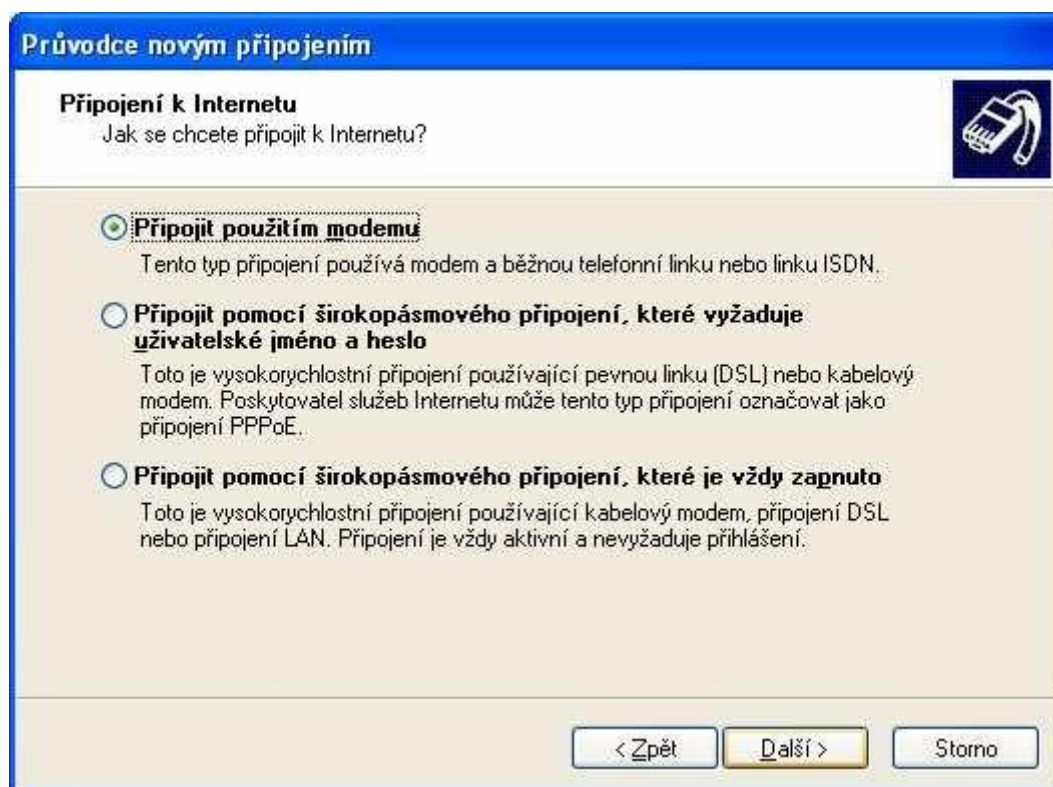 Průvodce novým připojením
Připojení k Internetu
Jak se chcete připojit k Internetu?
Připojit použitím modemu
Tento typ připojení používá modem a běžnou telefonní linku nebo linku ISDN.
Připojit pomocí širokopásmového připojení, které vyžaduje
uživatelské jméno a heslo
Toto je vysokorychlostní připojení používající pevnou linku (DSL) nebo kabelový
modem. Poskytovatel služeb Internetu může tento typ připojení označovat jako
připojení PPPoE.
Připojit pomocí širokopásmového připojení, které je vždy zapnuto
Toto je vysokorychlostní připojení používající kabelový modem, připojení DSL
nebo připojení LAN. Připojení je vždy aktivní a nevyžaduje přihlášení.
< Zpět Další > Storno